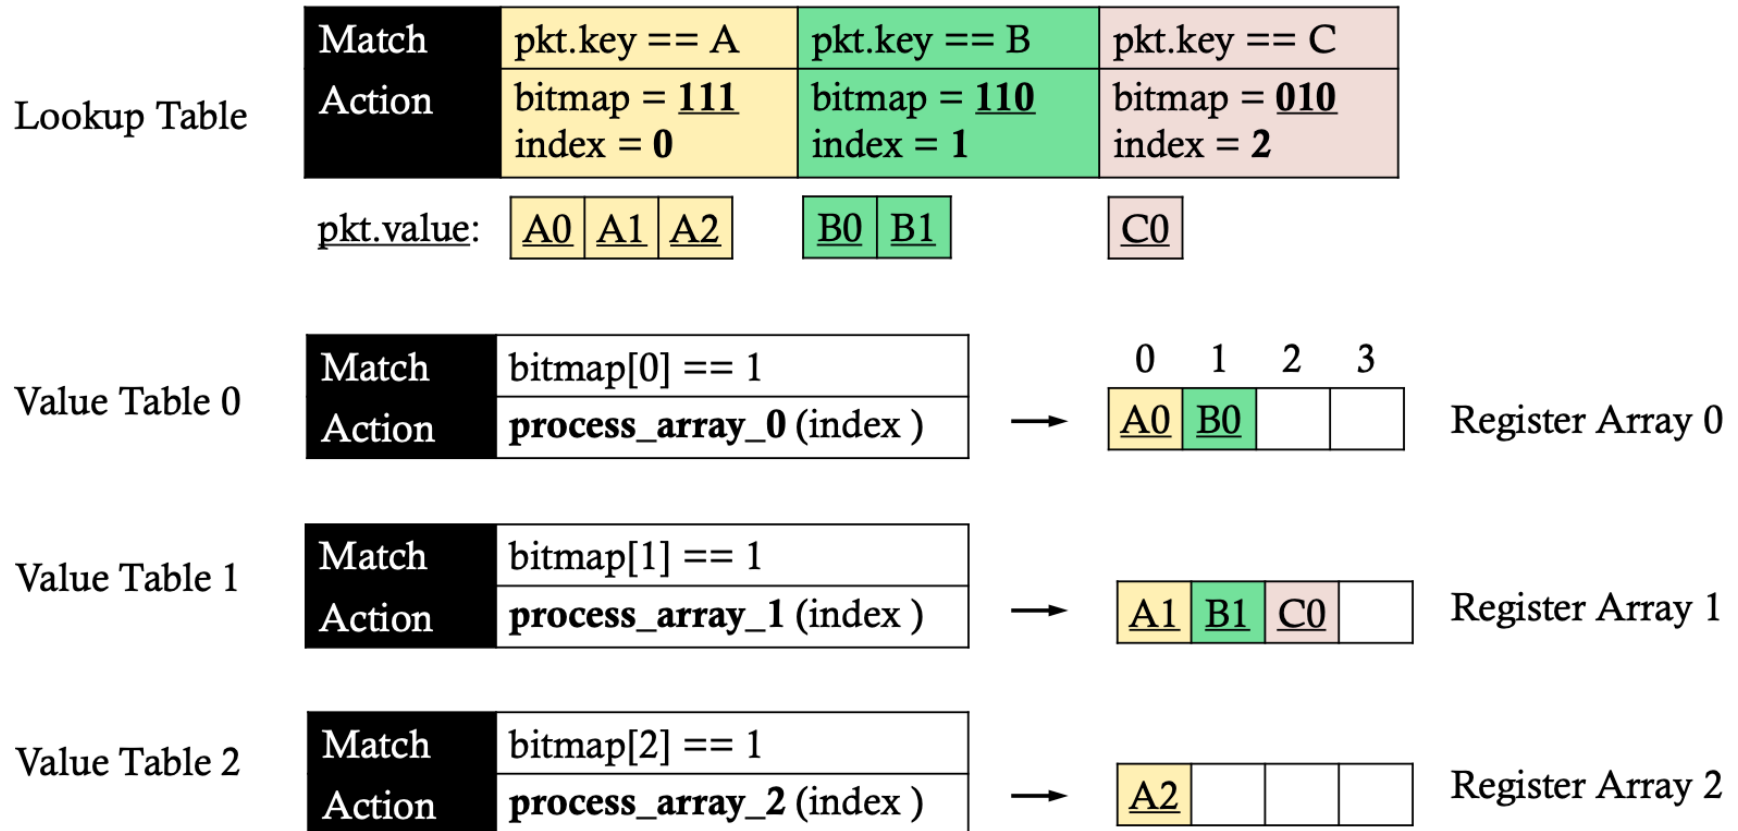 Lookup Table
Match pkt.key == A pkt.key == B pkt.key == C
Action bitmap = 111 bitmap = 110 bitmap = 010
index = 0 index = 1 index = 2
pkt.value: A0 A1 A2 B0 B1 C0
Value Table 0
Match bitmap[0] == 1
Action process_array_0 (index )
0 1 2 3
A0 B0
Register Array 0
Value Table 1
Match bitmap[1] == 1
Action process_array_1 (index )
A1 B1 C0
Register Array 1
Value Table 2
Match bitmap[2] == 1
Action process_array_2 (index )
A2
Register Array 2